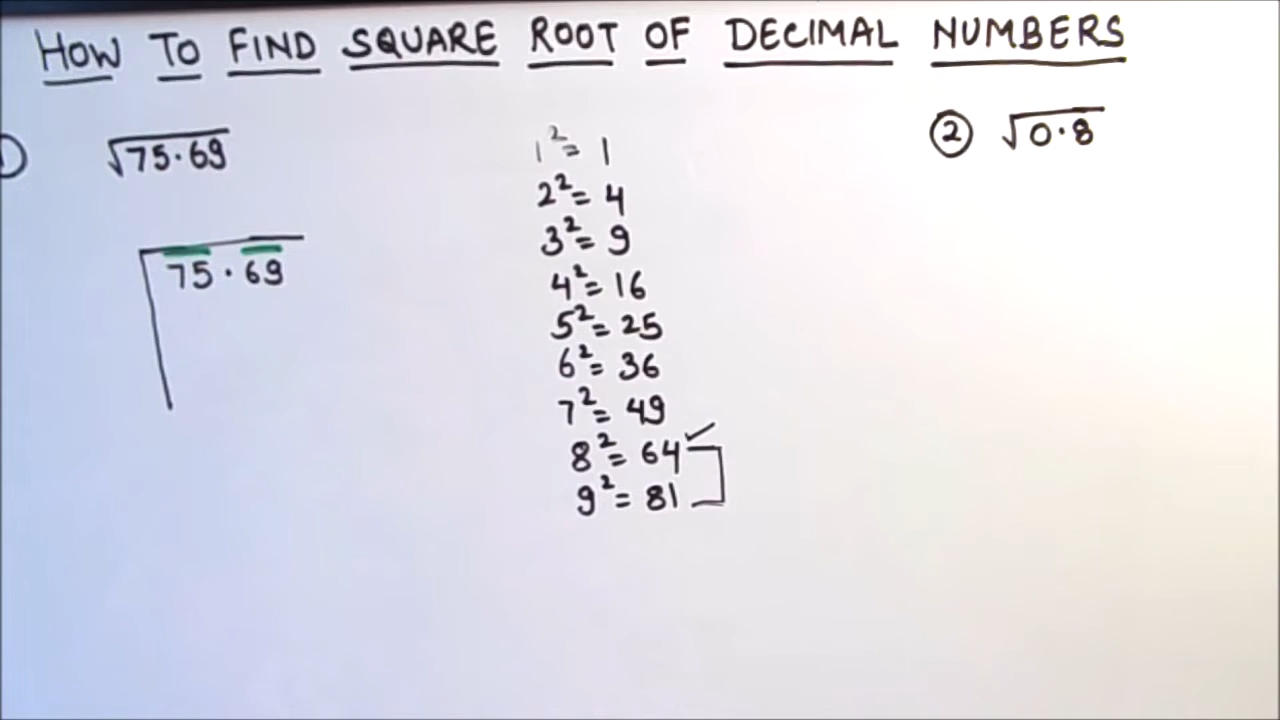 HOW TO FIND SQUARE ROOT OF DECIMAL NUMBERS
① √75.69
75.69
1² = 1
2² = 4
3² = 9
4² = 16
5² = 25
6² = 36
7² = 49
8² = 64 ✓
9² = 81
② √0.8